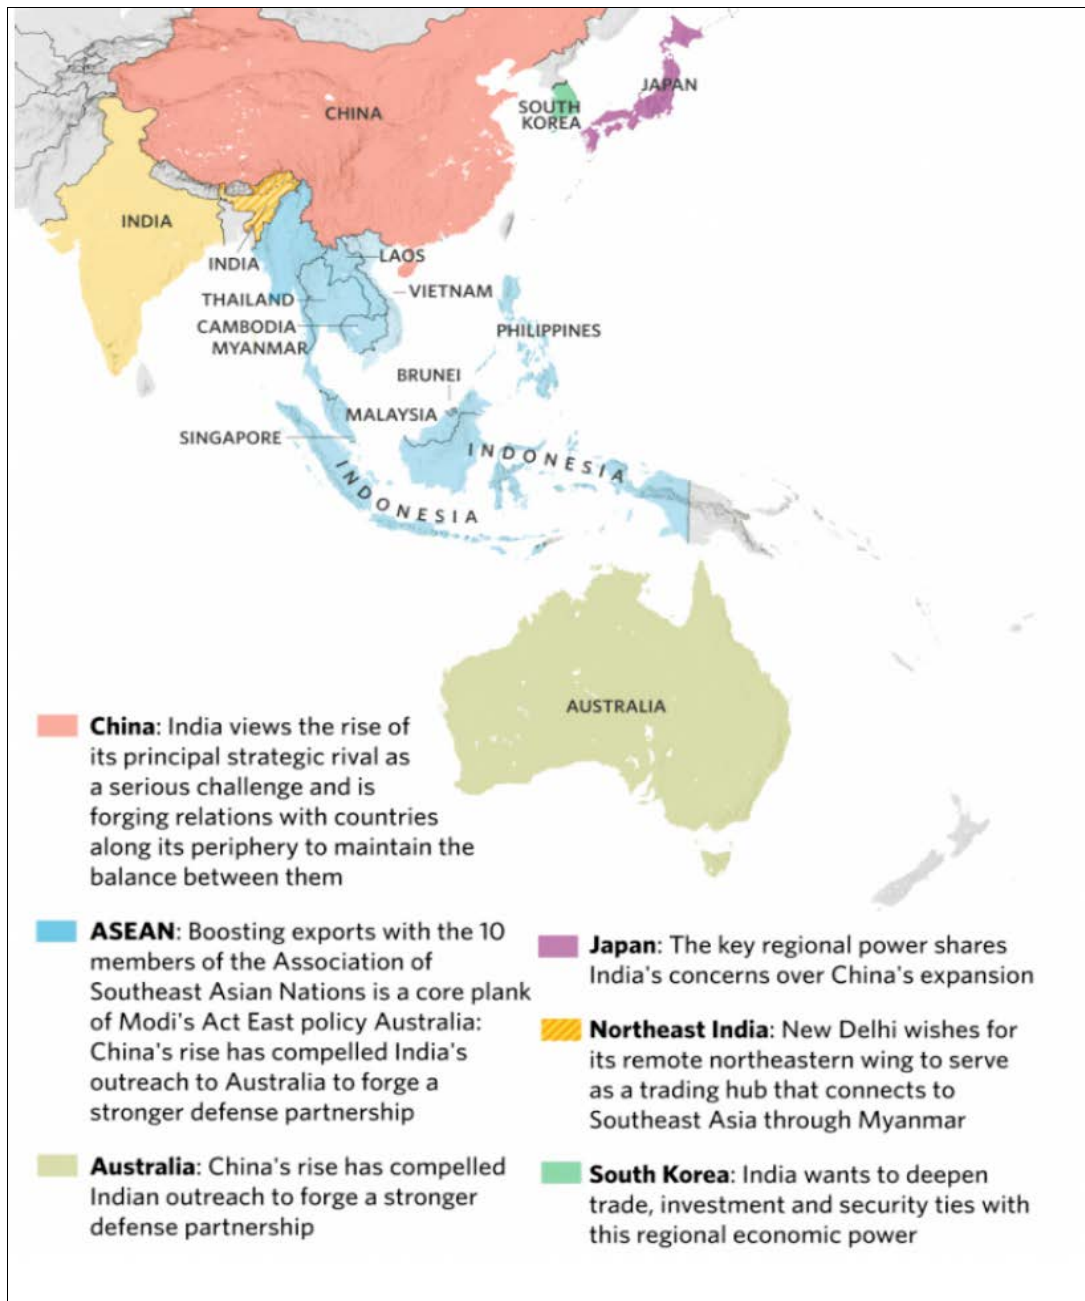 JAPAN
CHINA
SOUTH
KOREA
INDIA
INDIA
LAOS
THAILAND
VIETNAM
CAMBODIA
PHILIPPINES
MYANMAR
BRUNEI
MALAYSIA
SINGAPORE
INDONESIA
INDONESIA
AUSTRALIA
China: India views the rise of
its principal strategic rival as
a serious challenge and is
forging relations with countries
along its periphery to maintain the
balance between them
ASEAN: Boosting exports with the 10
members of the Association of
Southeast Asian Nations is a core plank
of Modi's Act East policy Australia:
China's rise has compelled India's
outreach to Australia to forge a
stronger defense partnership
Australia: China's rise has compelled
Indian outreach to forge a stronger
defense partnership
Japan: The key regional power shares
India's concerns over China's expansion
Northeast India: New Delhi wishes for
its remote northeastern wing to serve
as a trading hub that connects to
Southeast Asia through Myanmar
South Korea: India wants to deepen
trade, investment and security ties with
this regional economic power